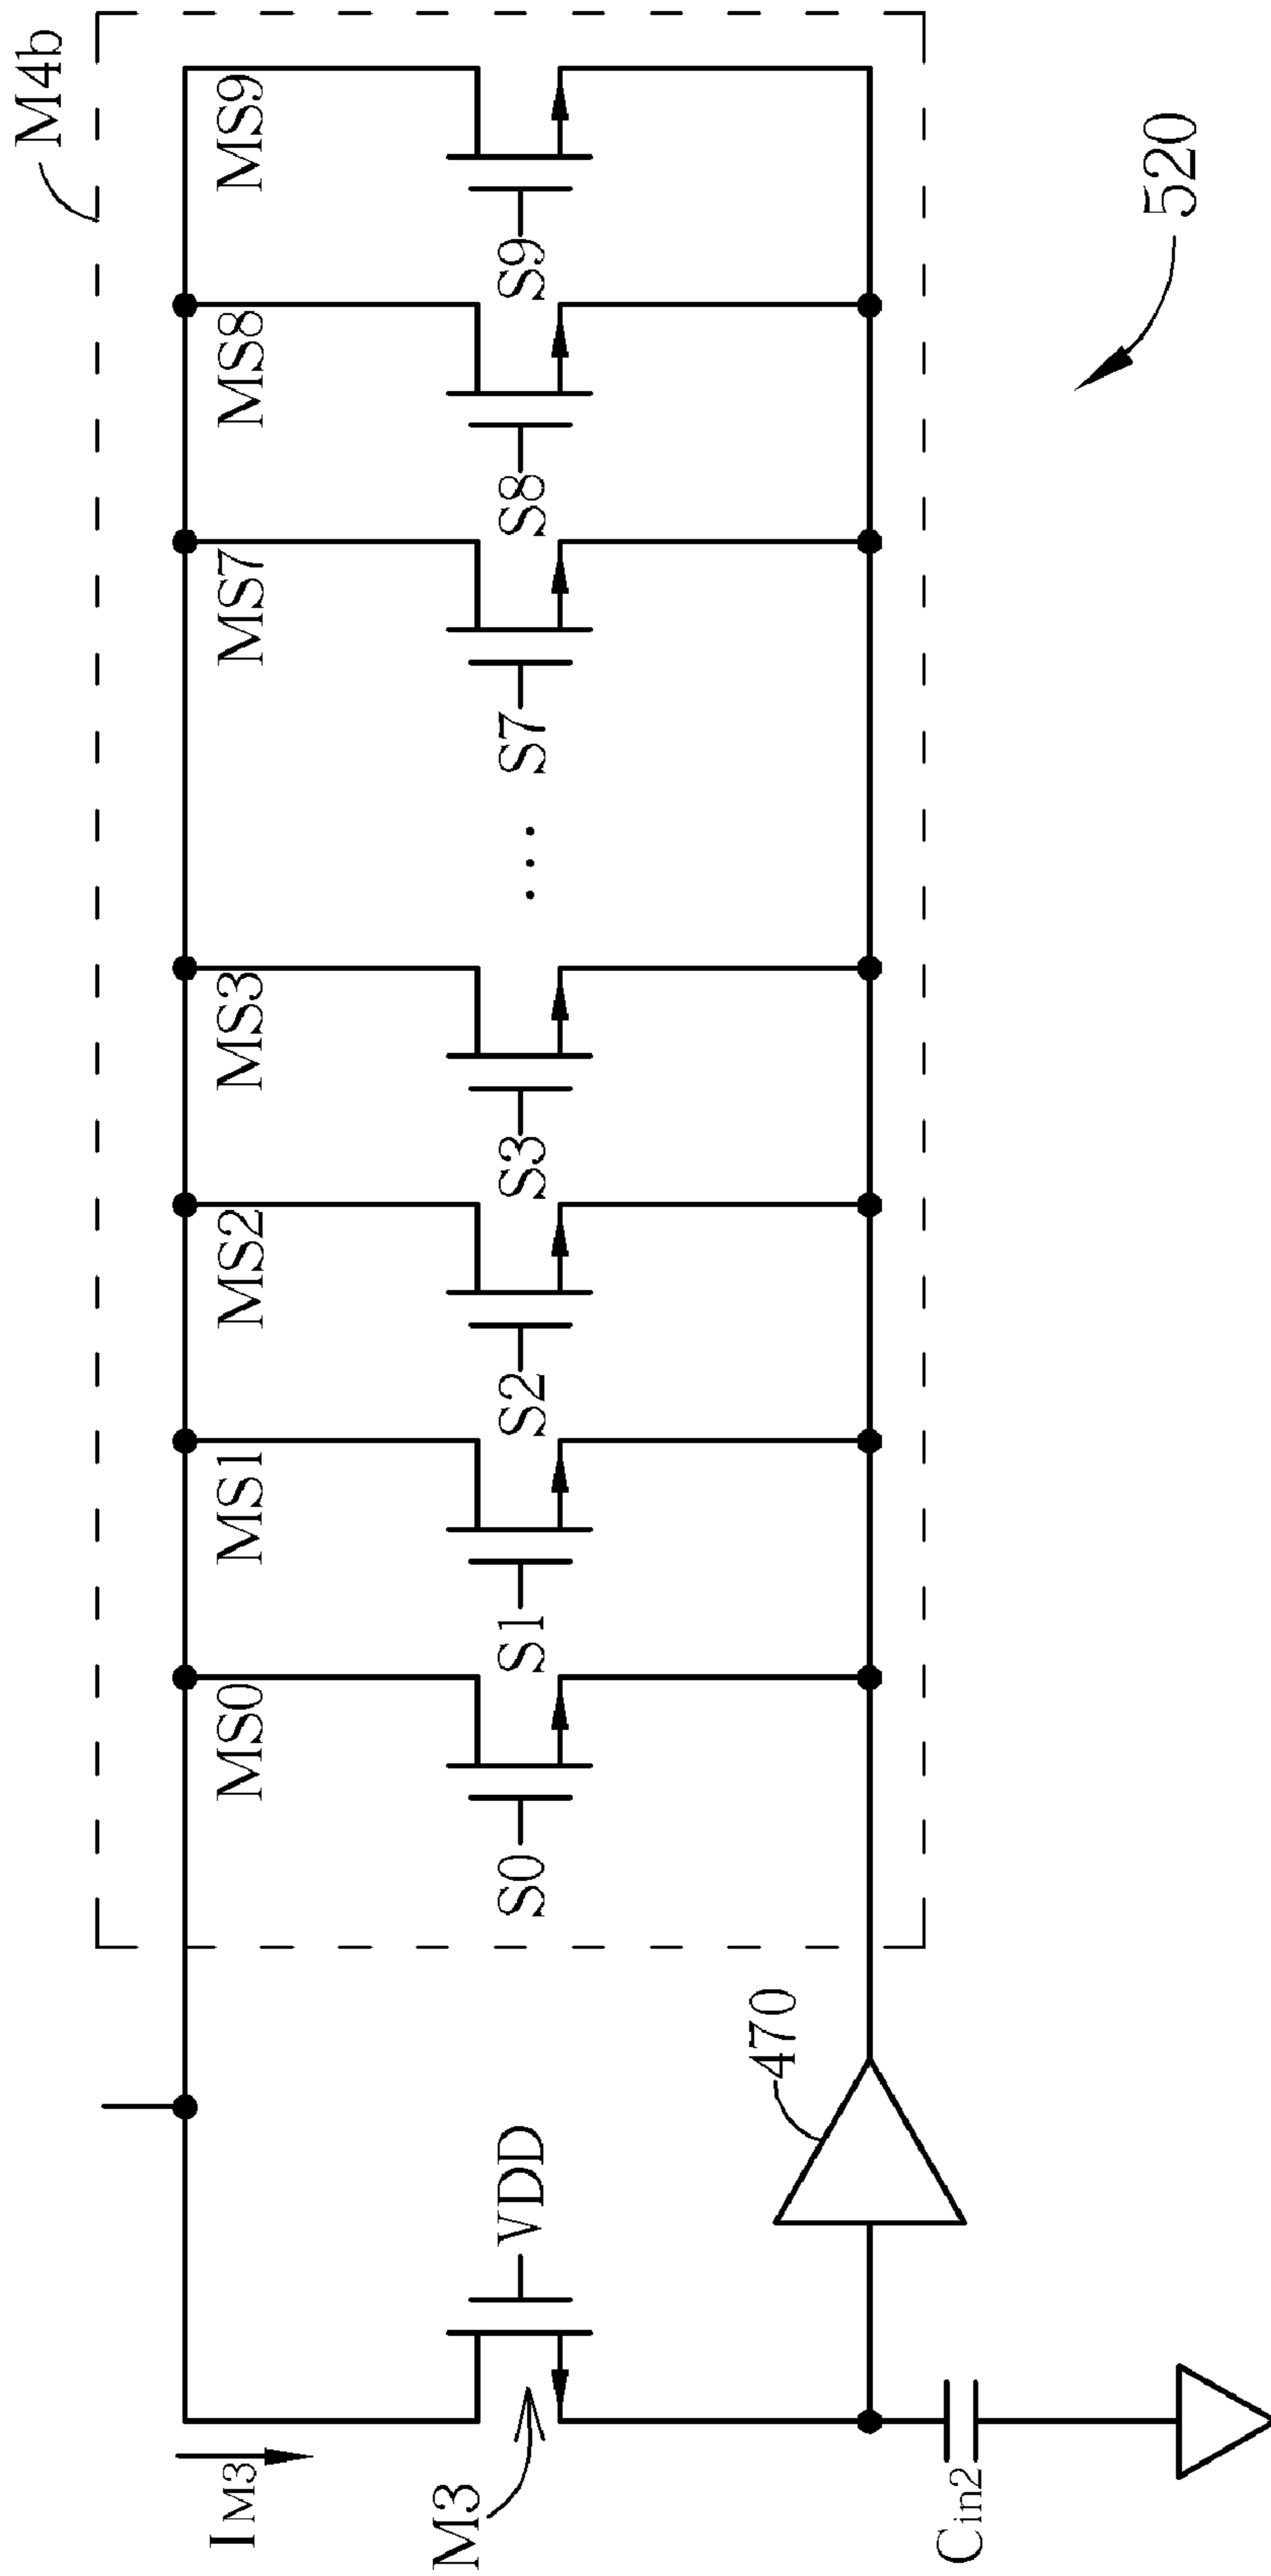 M4b
MS0
MS1
MS2
MS3
MS7
MS8
MS9
IM3
M3
VDD
S0
S1
S2
S3
...
S7
S8
S9
470
Cin2
520